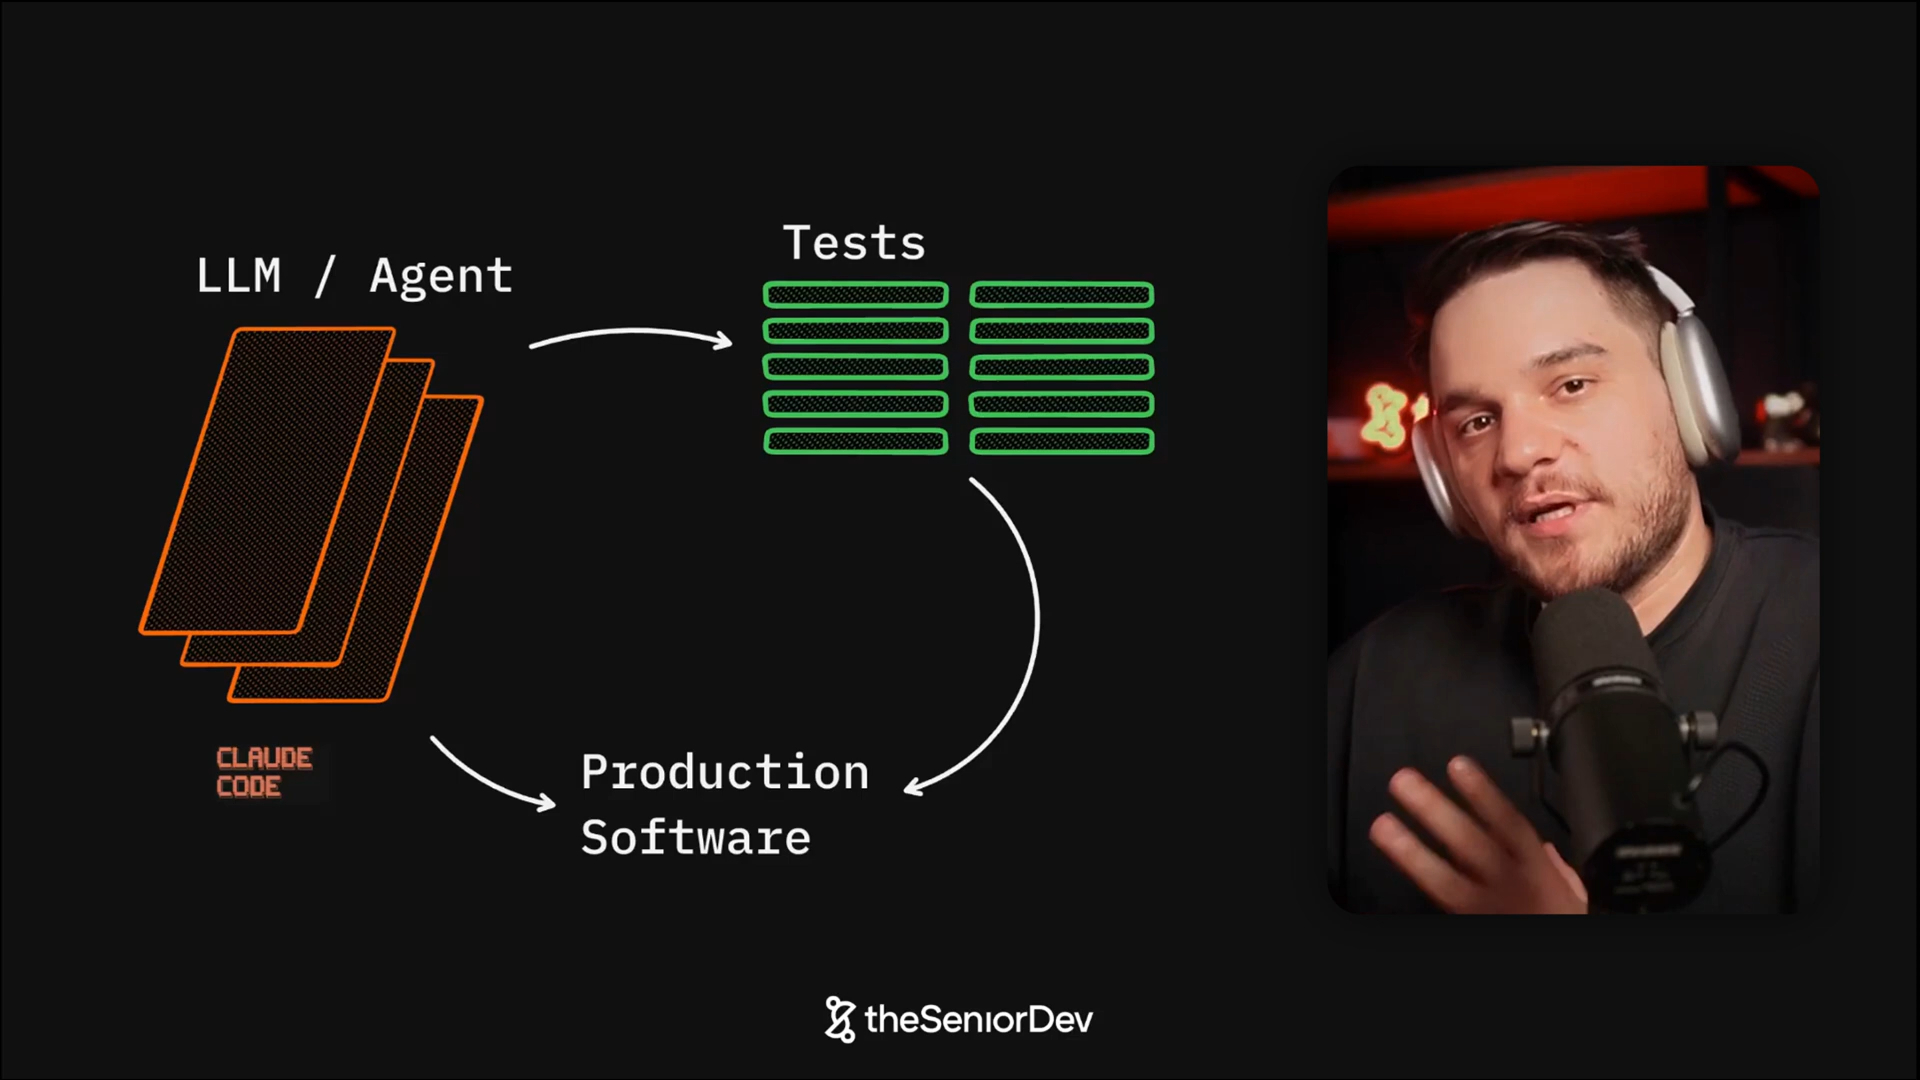 LLM / Agent
Tests
CLAUDE
CODE
Production
Software
theSeniorDev